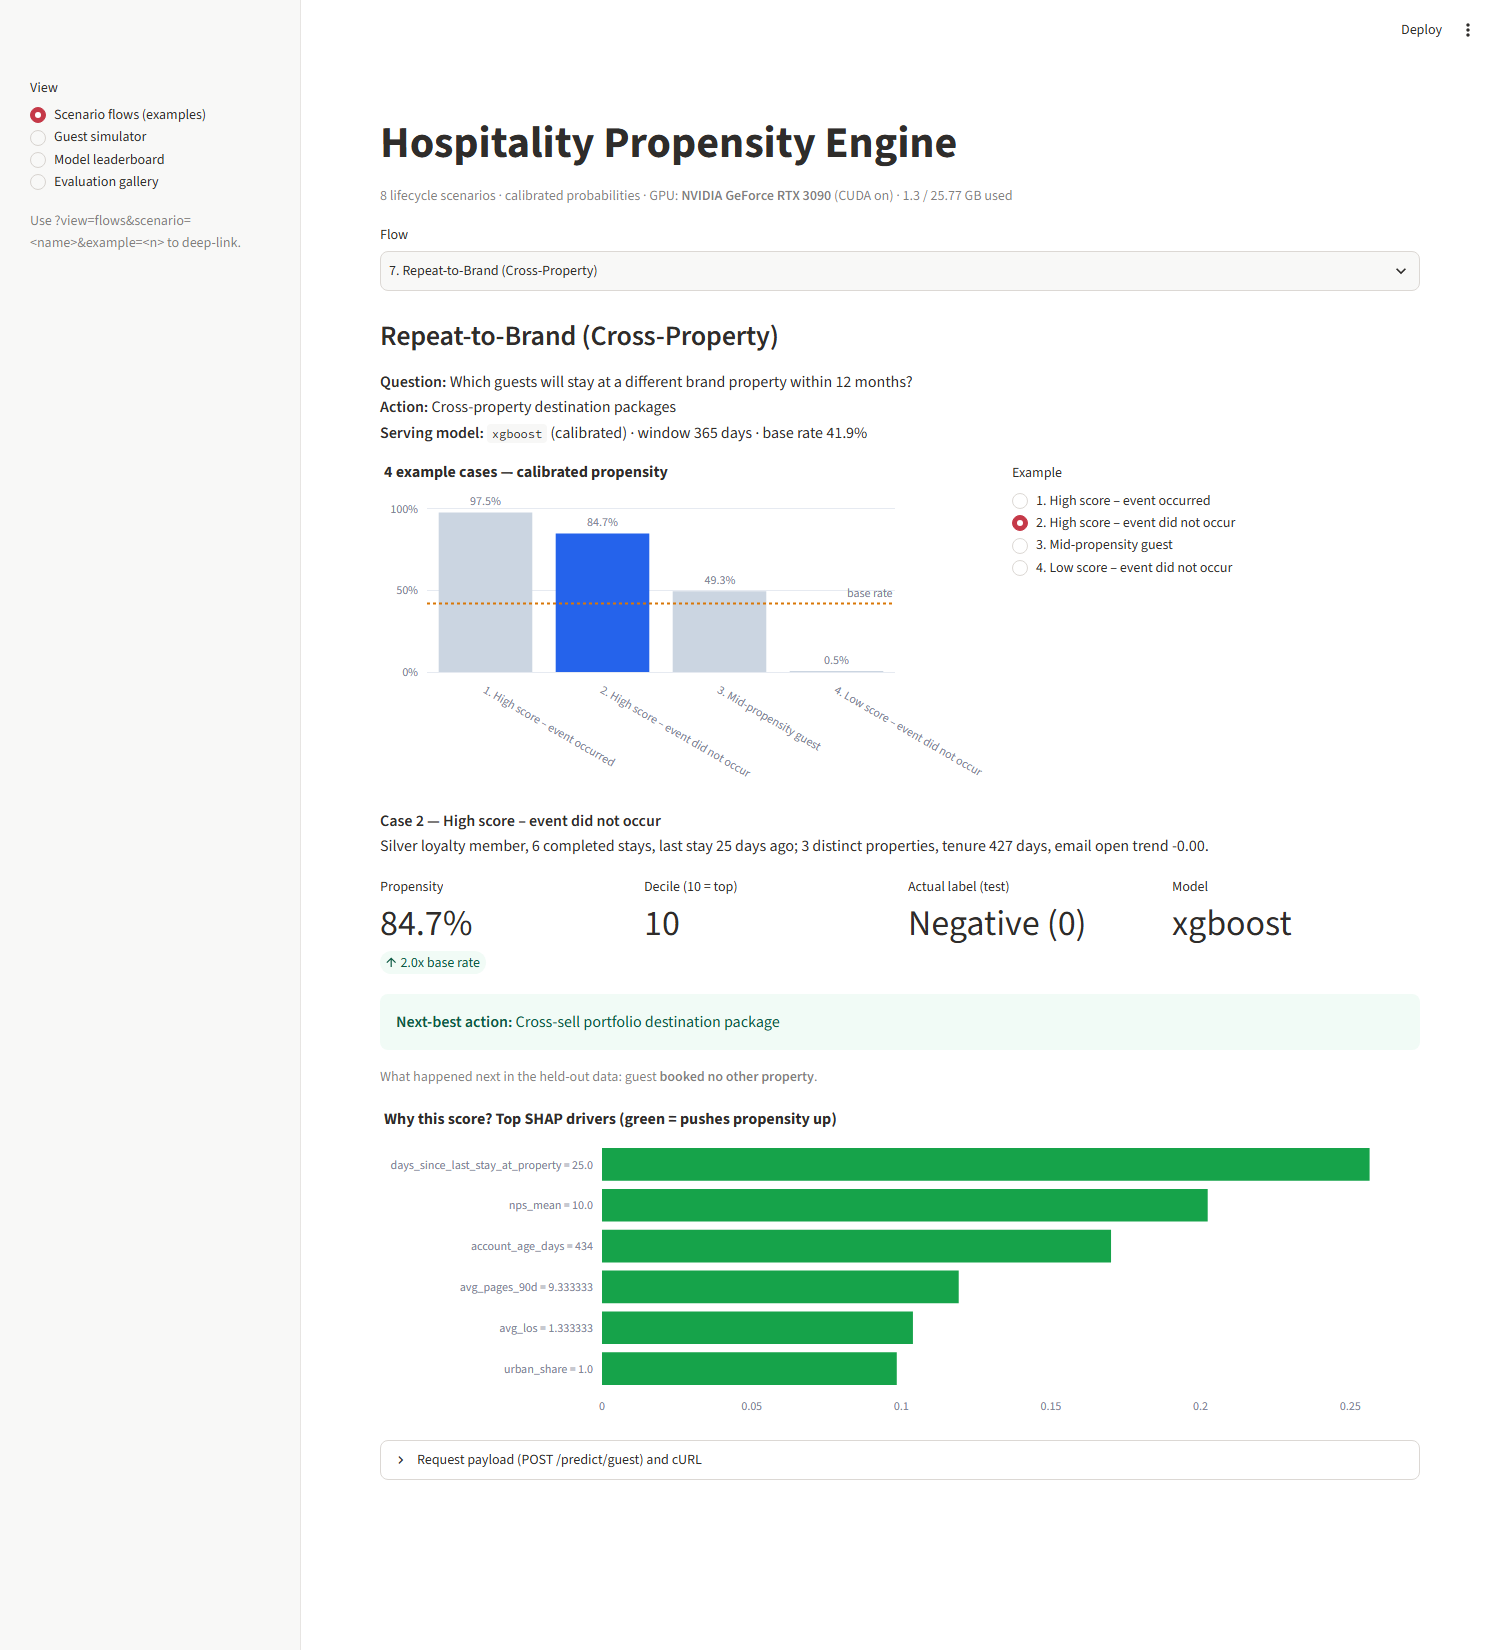 Deploy
View
Scenario flows (examples)
Guest simulator
Model leaderboard
Evaluation gallery
Use ?view=flows&scenario=
<name>&example=<n> to deep-link.
Hospitality Propensity Engine
8 lifecycle scenarios · calibrated probabilities · GPU: NVIDIA GeForce RTX 3090 (CUDA on) · 1.3 / 25.77 GB used
Flow
7. Repeat-to-Brand (Cross-Property)
Repeat-to-Brand (Cross-Property)
Question: Which guests will stay at a different brand property within 12 months?
Action: Cross-property destination packages
Serving model: xgboost (calibrated) · window 365 days · base rate 41.9%
4 example cases — calibrated propensity
100%
50%
0%
97.5%
84.7%
49.3%
0.5%
base rate
1. High score – event occurred
2. High score – event did not occur
3. Mid-propensity guest
4. Low score – event did not occur
Example
1. High score – event occurred
2. High score – event did not occur
3. Mid-propensity guest
4. Low score – event did not occur
Case 2 — High score – event did not occur
Silver loyalty member, 6 completed stays, last stay 25 days ago; 3 distinct properties, tenure 427 days, email open trend -0.00.
Propensity
84.7%
↑ 2.0x base rate
Decile (10 = top)
10
Actual label (test)
Negative (0)
Model
xgboost
Next-best action: Cross-sell portfolio destination package
What happened next in the held-out data: guest booked no other property.
Why this score? Top SHAP drivers (green = pushes propensity up)
days_since_last_stay_at_property = 25.0
nps_mean = 10.0
account_age_days = 434
avg_pages_90d = 9.333333
avg_los = 1.333333
urban_share = 1.0
0 0.05 0.1 0.15 0.2 0.25
Request payload (POST /predict/guest) and cURL